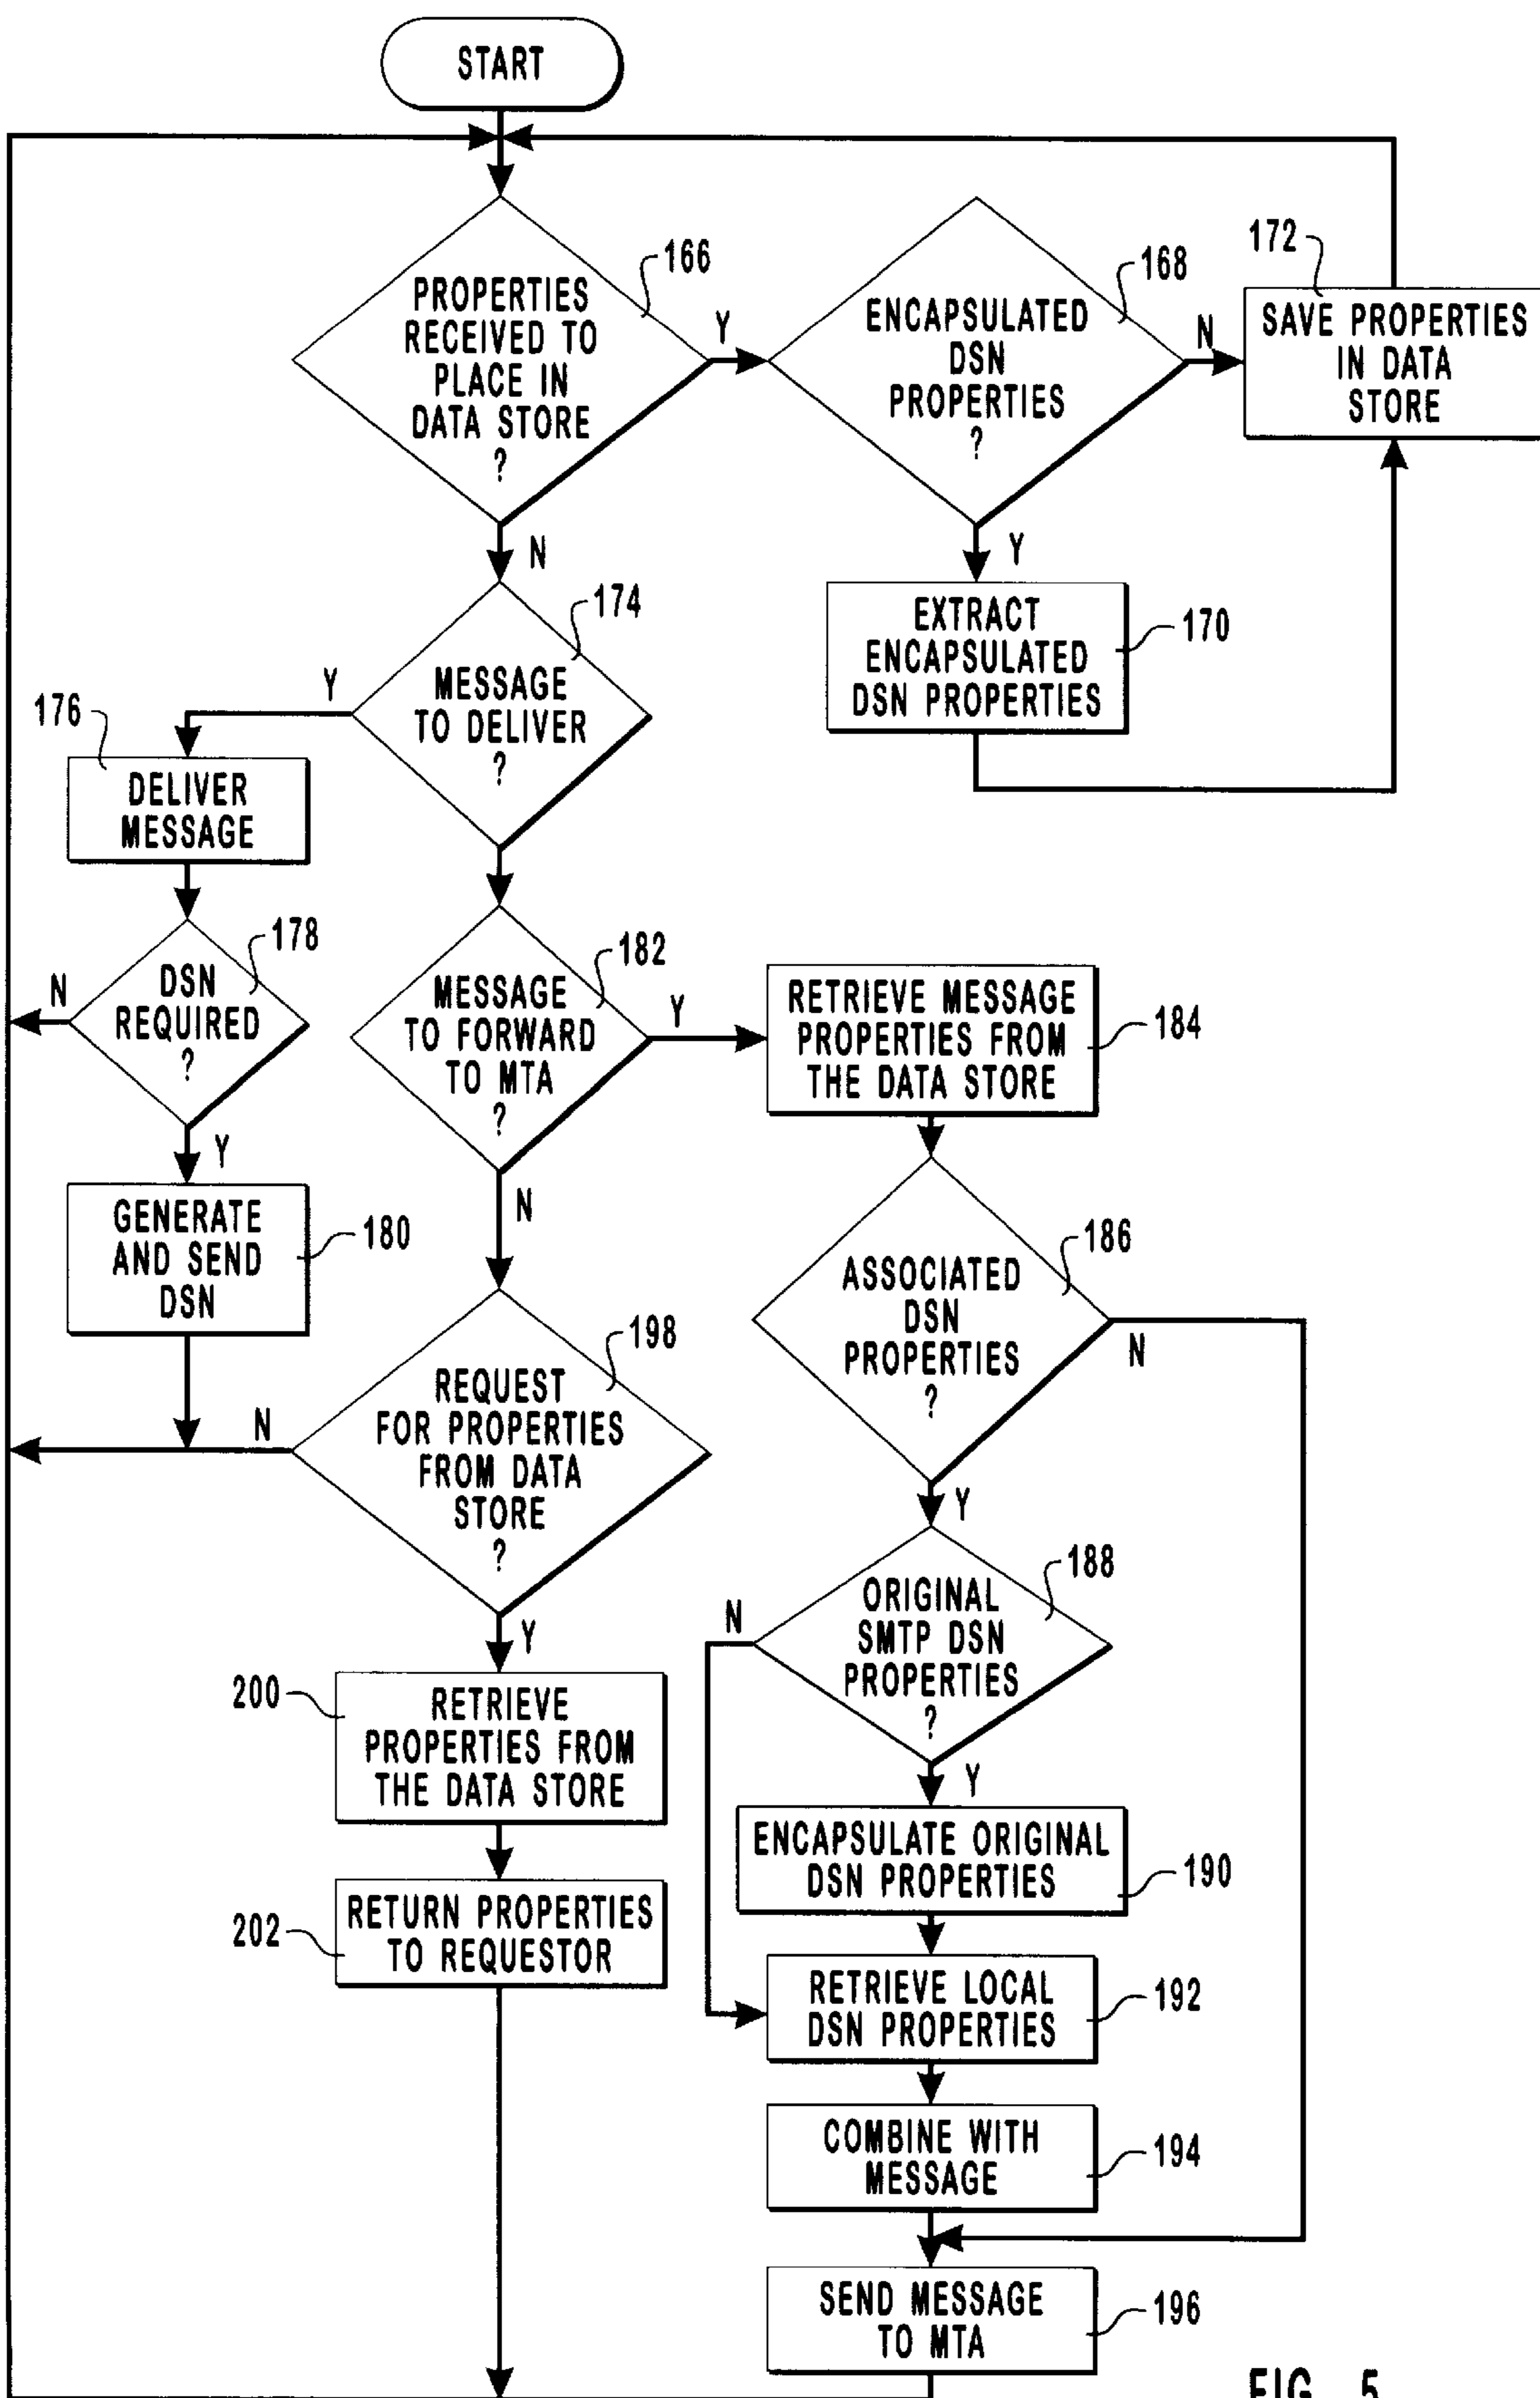 START
166
PROPERTIES
RECEIVED TO
PLACE IN
DATA STORE
?
Y
N
168
ENCAPSULATED
DSN
PROPERTIES
?
N
Y
172
SAVE PROPERTIES
IN DATA
STORE
EXTRACT
ENCAPSULATED
DSN PROPERTIES
170
174
MESSAGE
TO DELIVER
?
Y
176
DELIVER
MESSAGE
178
DSN
REQUIRED
?
N
Y
GENERATE
AND SEND
DSN
180
182
MESSAGE
TO FORWARD
TO MTA
?
Y
N
RETRIEVE MESSAGE
PROPERTIES FROM
THE DATA STORE
184
186
ASSOCIATED
DSN
PROPERTIES
?
N
Y
198
REQUEST
FOR PROPERTIES
FROM DATA
STORE
?
N
Y
188
ORIGINAL
SMTP DSN
PROPERTIES
?
N
Y
200
RETRIEVE
PROPERTIES FROM
THE DATA STORE
202
RETURN PROPERTIES
TO REQUESTOR
ENCAPSULATE ORIGINAL
DSN PROPERTIES
190
RETRIEVE LOCAL
DSN PROPERTIES
192
COMBINE WITH
MESSAGE
194
SEND MESSAGE
TO MTA
196
FIG. 5